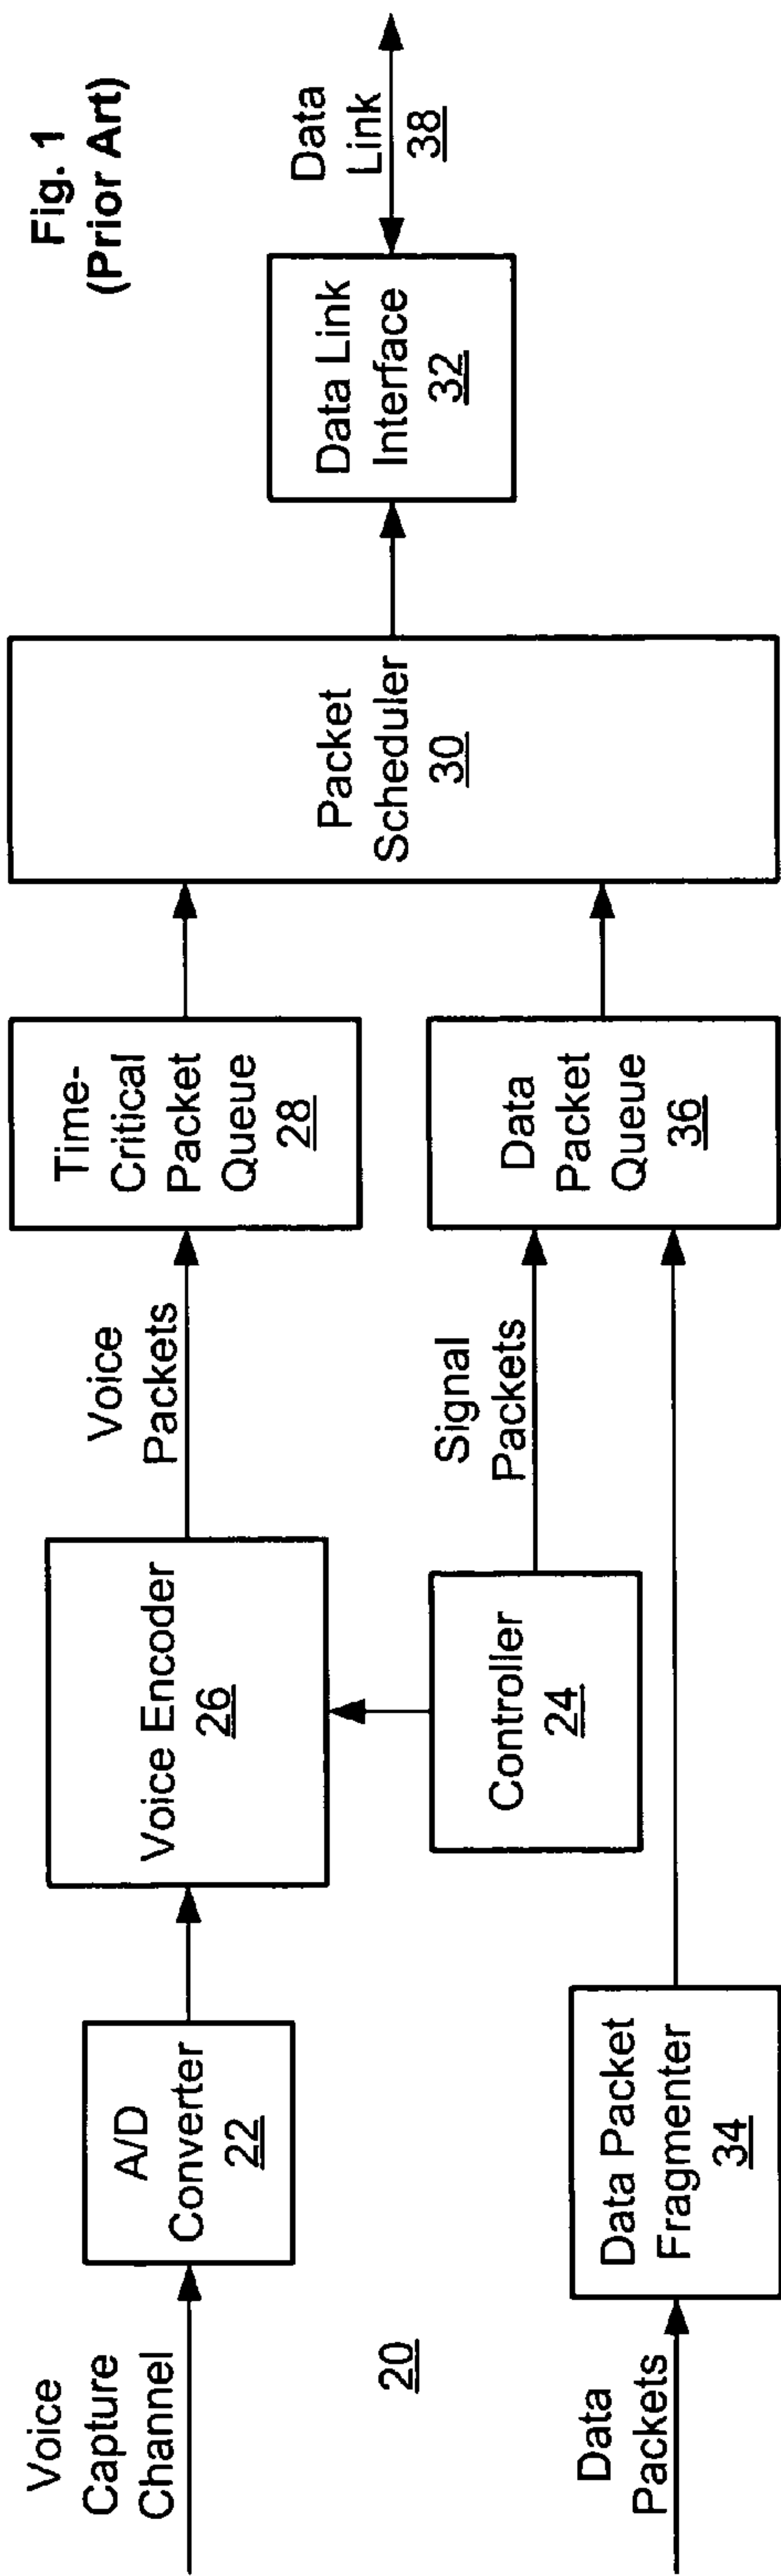 Fig. 1
(Prior Art)
Voice
Capture
Channel
A/D
Converter
22
Voice Encoder
26
Voice
Packets
Time-
Critical
Packet
Queue
28
Packet
Scheduler
30
Data Link
Interface
32
Data
Link
38
20
Controller
24
Signal
Packets
Data
Packet
Queue
36
Data
Packets
Data Packet
Fragmenter
34